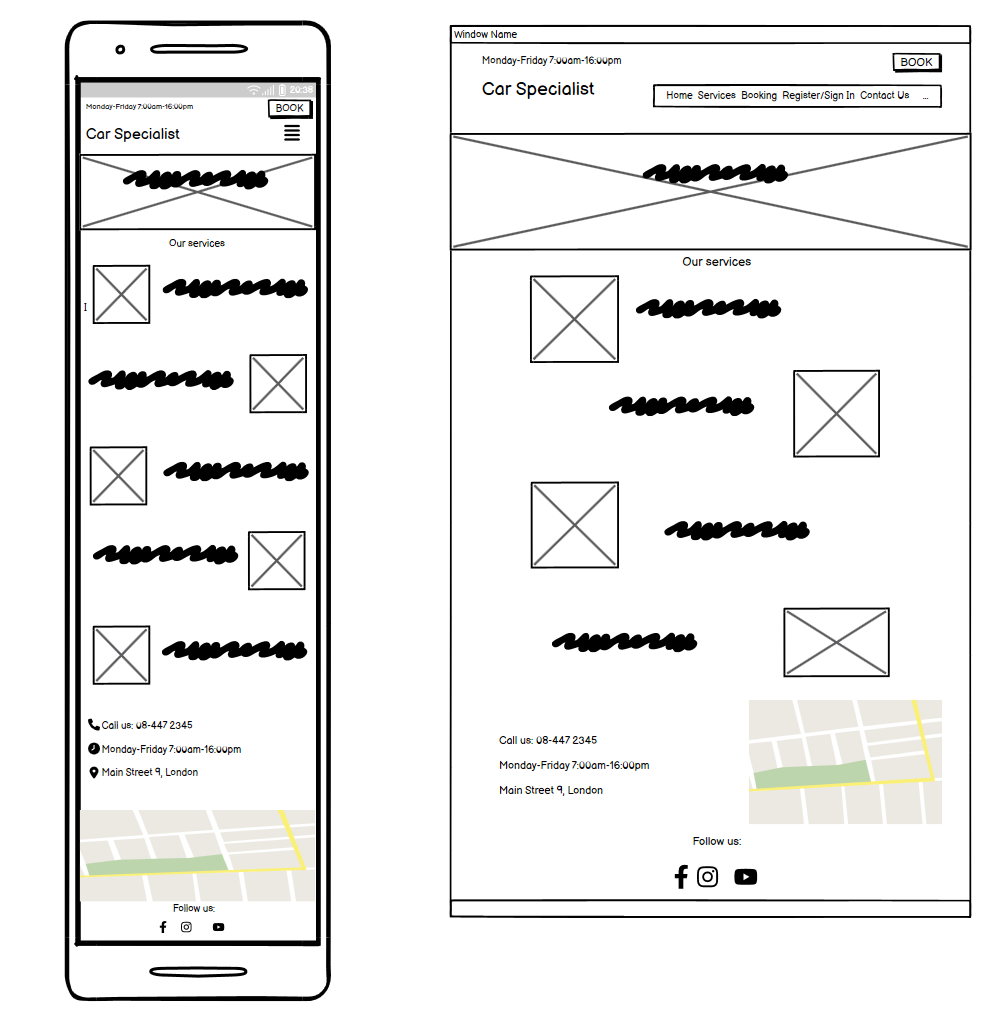 20:38
Monday-Friday 7:00am-16:00pm
BOOK
Car Specialist
Our services
I
Call us: 08-447 2345
Monday-Friday 7:00am-16:00pm
Main Street 9, London
Follow us:
Window Name
Monday-Friday 7:00am-16:00pm
BOOK
Car Specialist
Home Services Booking Register/Sign In Contact Us ...
Our services
Call us: 08-447 2345
Monday-Friday 7:00am-16:00pm
Main Street 9, London
Follow us: